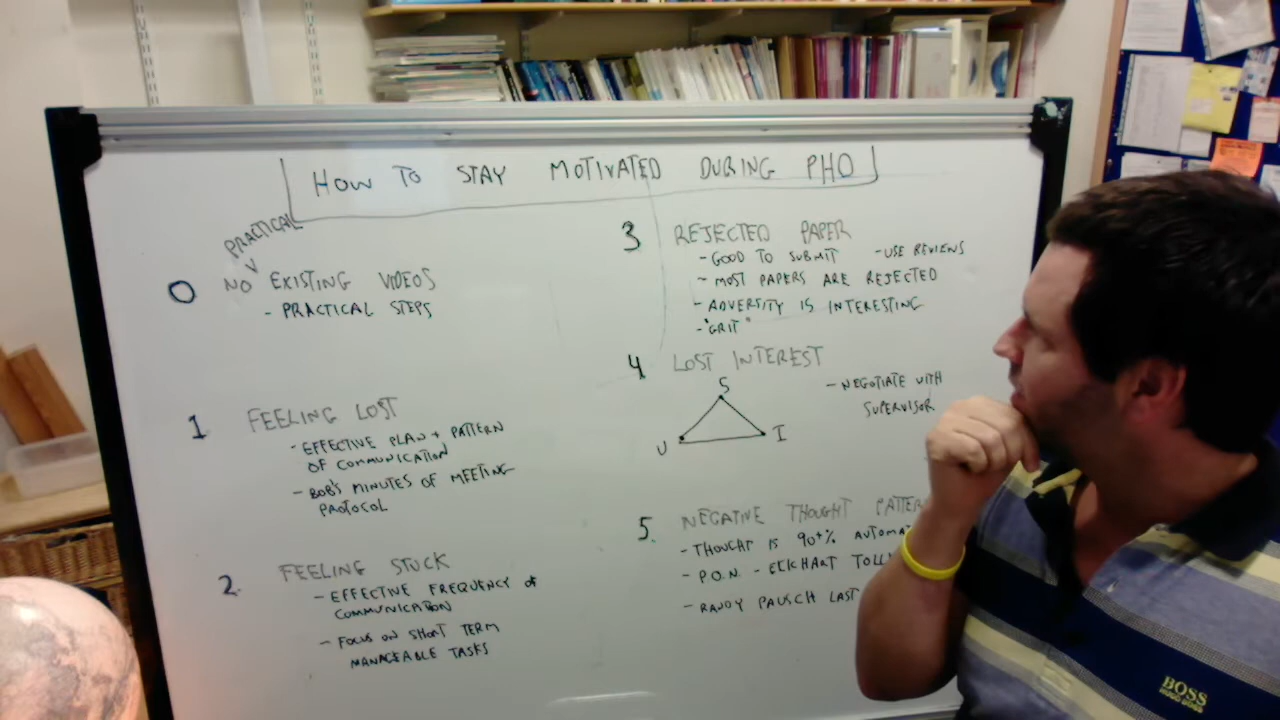 HOW TO STAY MOTIVATED DURING PHD
PRACTICAL
0 NO EXISTING VIDEOS
- PRACTICAL STEPS
1 FEELING LOST
- EFFECTIVE PLAN + PATTERN
OF COMMUNICATION
- BOB'S MINUTES OF MEETING
PROTOCOL
2. FEELING STUCK
- EFFECTIVE FREQUENCY OF
COMMUNICATION
- FOCUS ON SHORT TERM
MANAGEABLE TASKS
3 REJECTED PAPER
- GOOD TO SUBMIT - USE REVIEWS
- MOST PAPERS ARE REJECTED
- ADVERSITY IS INTERESTING
- "GRIT"
4 LOST INTEREST
S
U I
- NEGOTIATE WITH
SUPERVISOR
5. NEGATIVE THOUGHT PATTER
- THOUGHT IS 90+% AUTOMA
- P.O.N. - ECKHART TOLL
- RANDY PAUSCH LAST
BOSS
HUGO BOSS